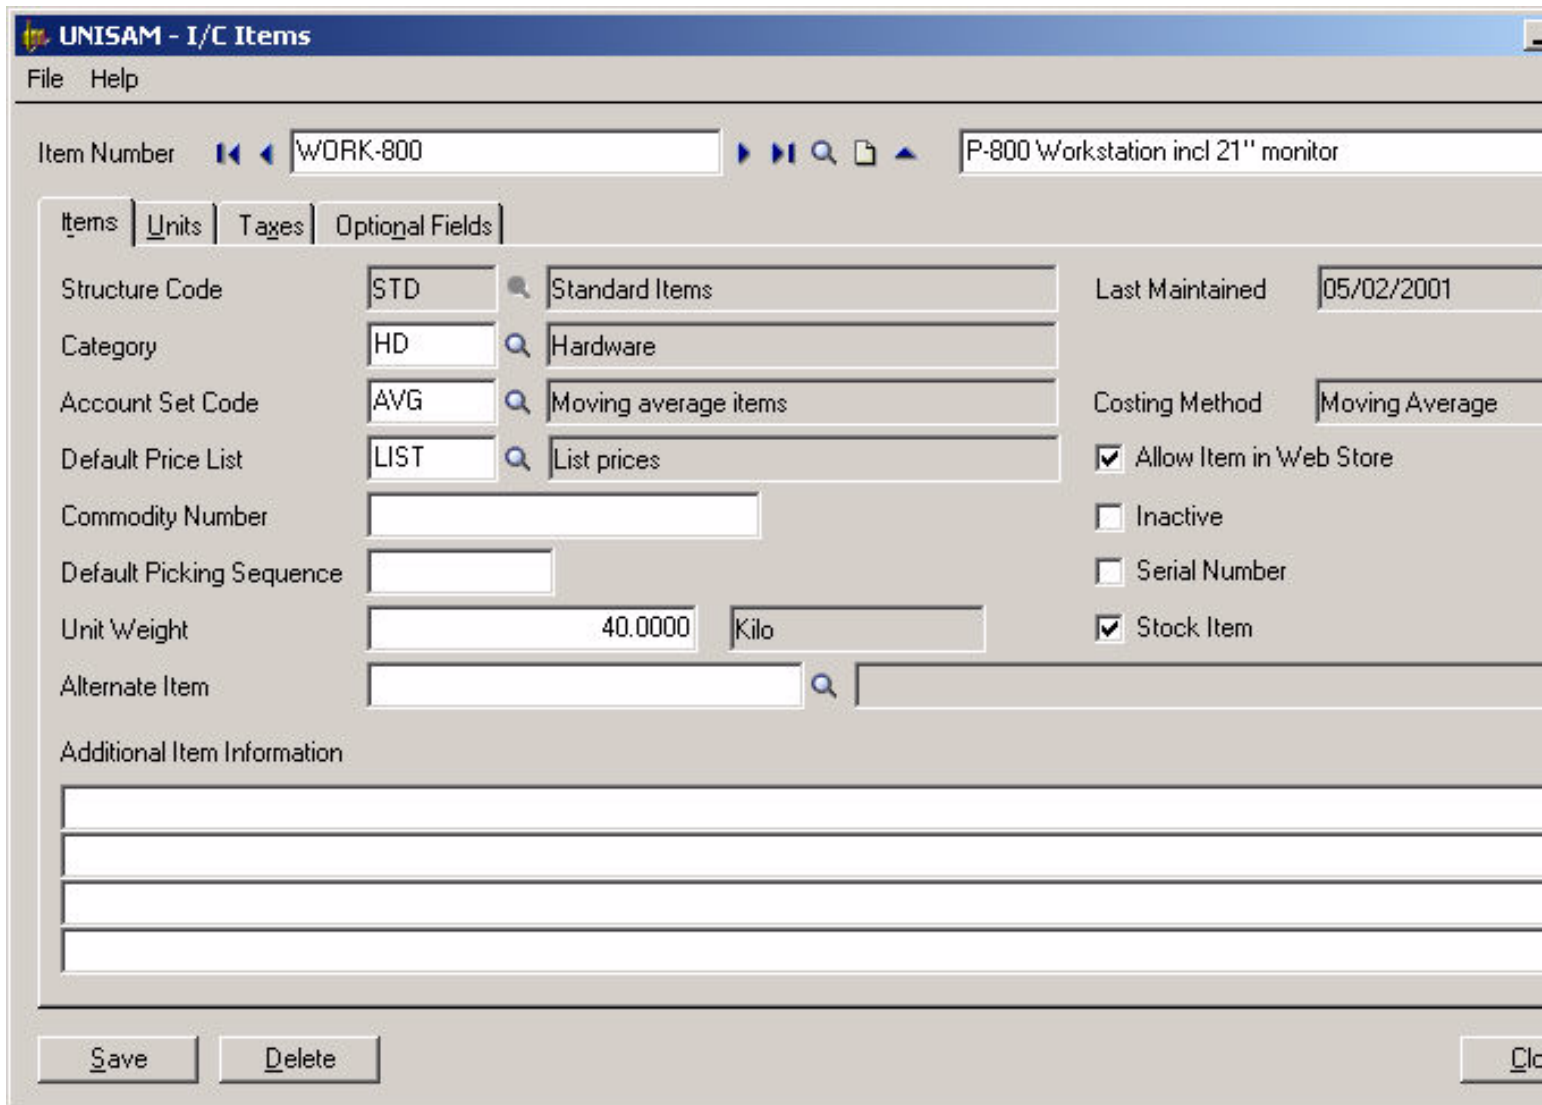 UNISAM - I/C Items
File Help
Item Number WORK-800 P-800 Workstation incl 21" monitor
Items Units Taxes Optional Fields
Structure Code STD Standard Items Last Maintained 05/02/2001
Category HD Hardware
Account Set Code AVG Moving average items Costing Method Moving Average
Default Price List LIST List prices Allow Item in Web Store
Commodity Number Inactive
Default Picking Sequence Serial Number
Unit Weight 40.0000 Kilo Stock Item
Alternate Item
Additional Item Information
Save Delete Clo